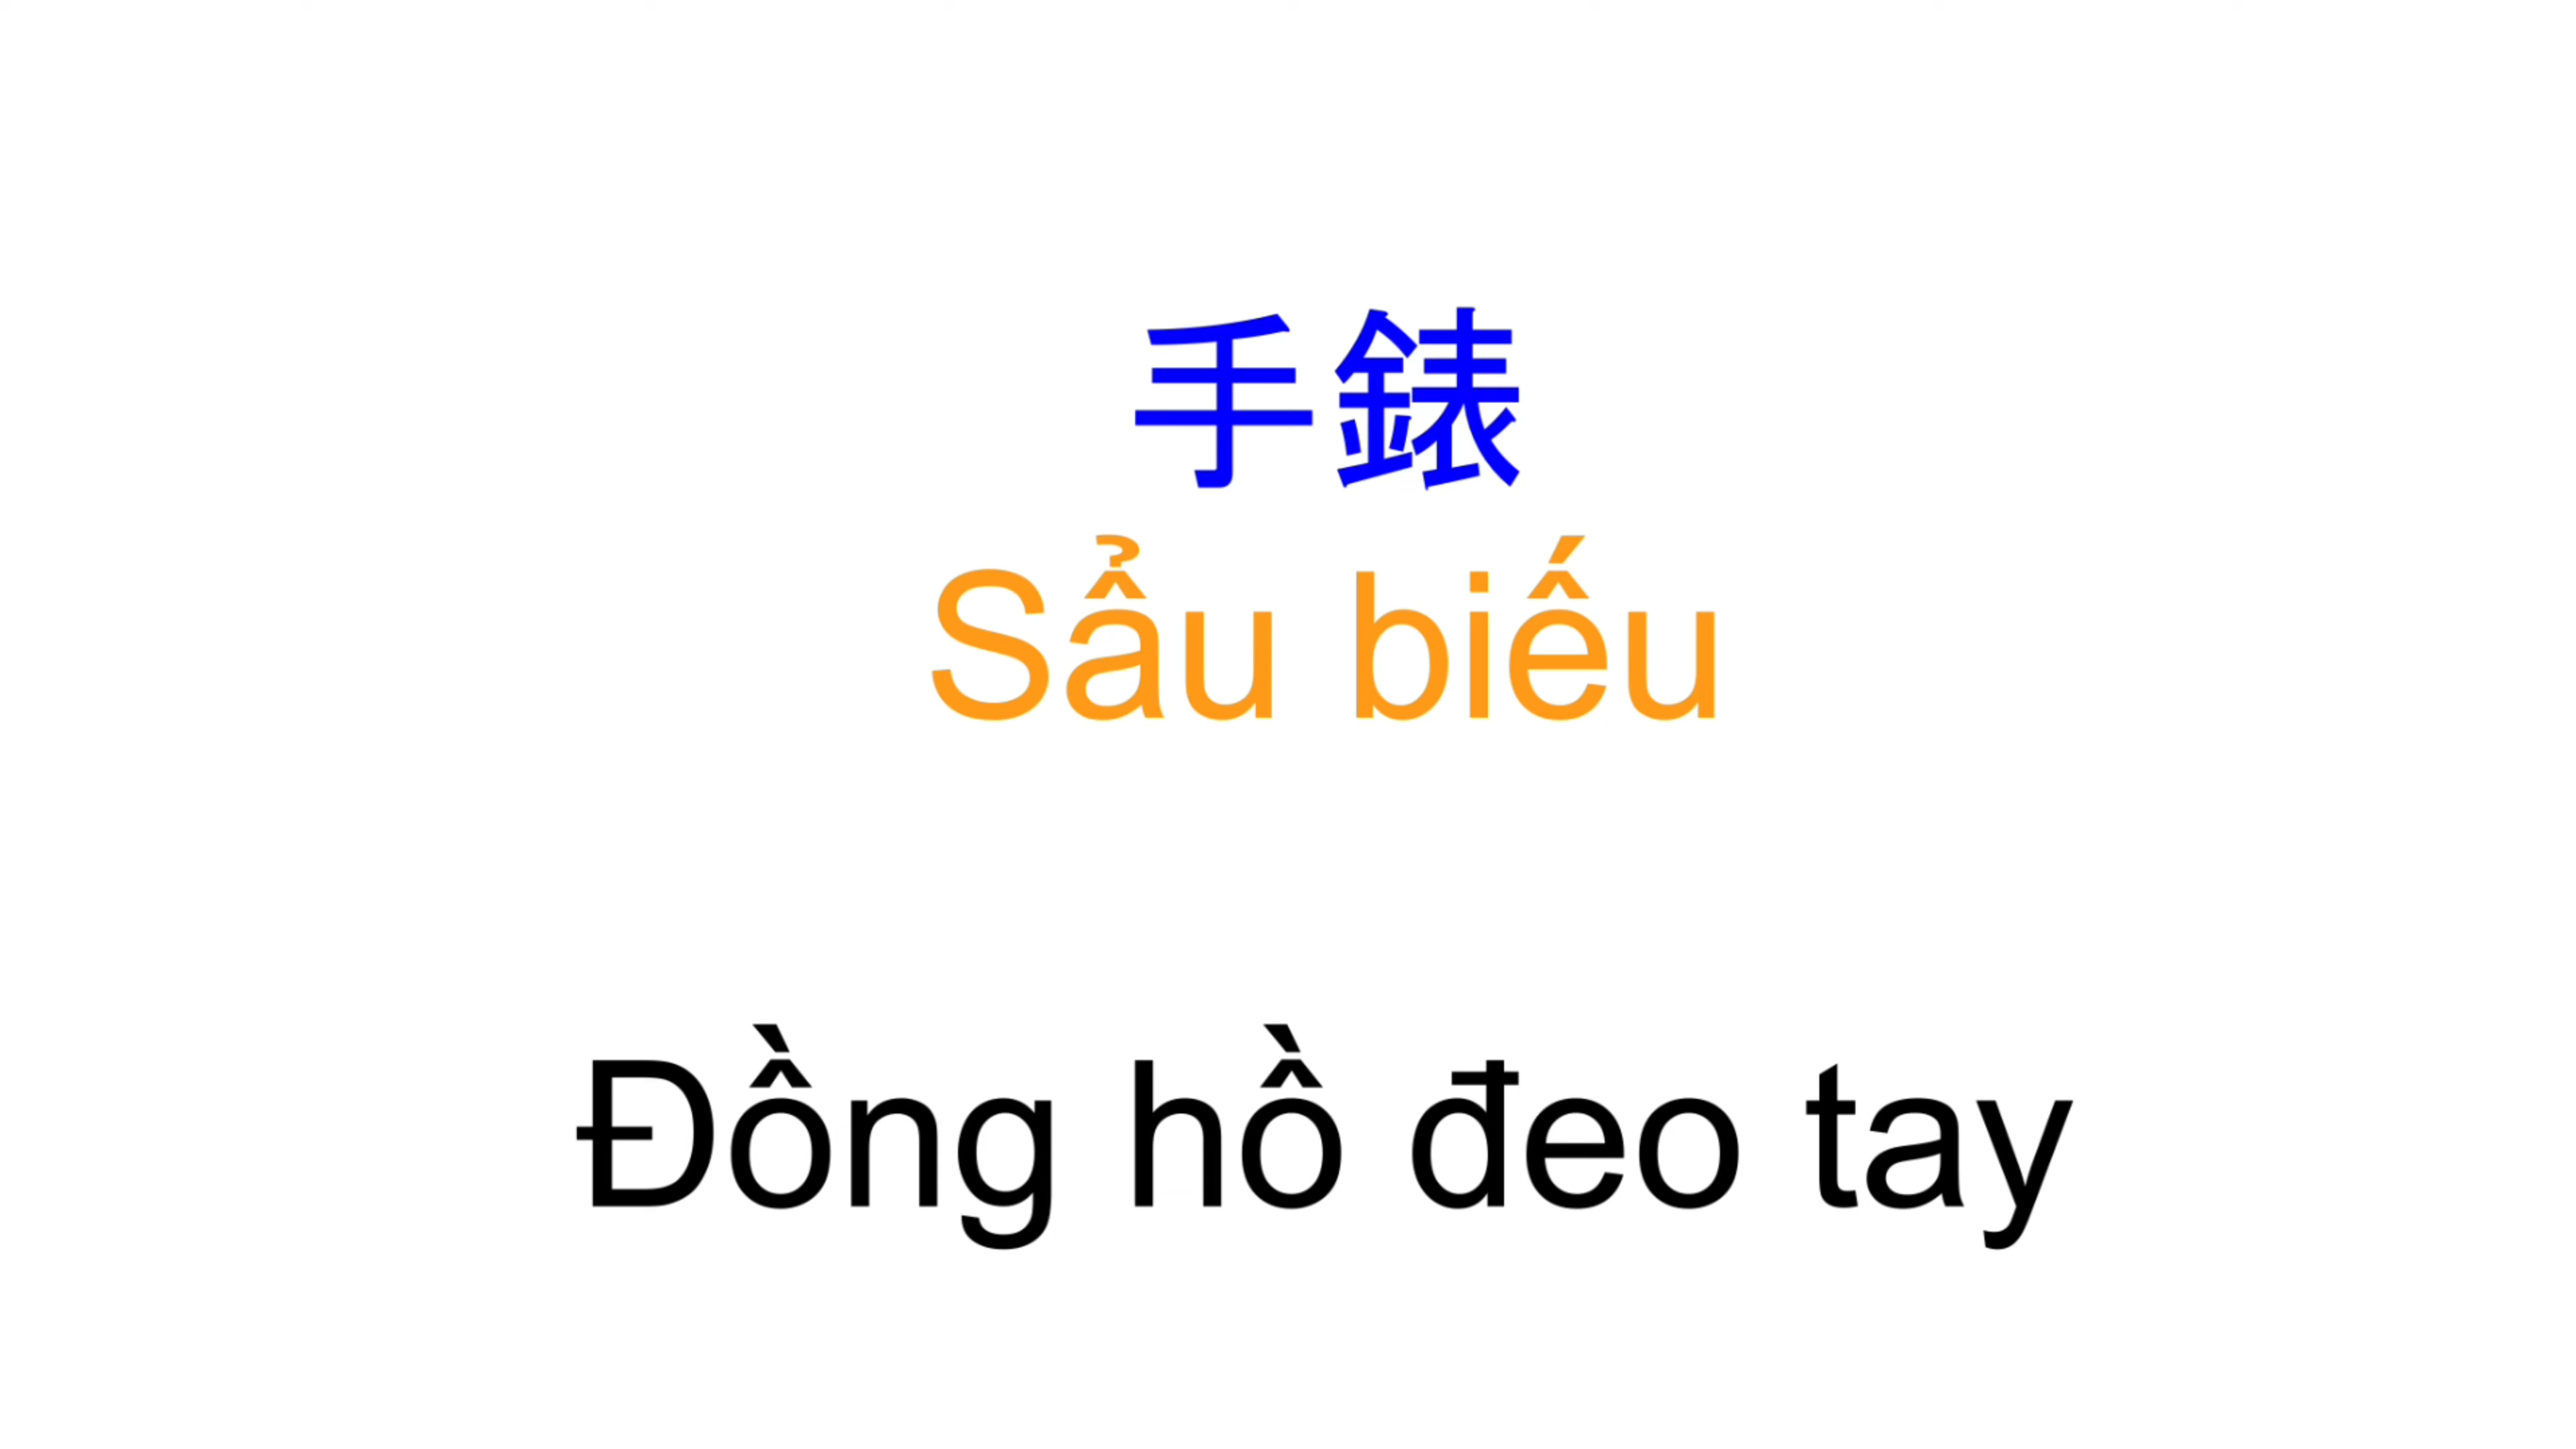 手錶
Sẩu biếu
Đồng hồ đeo tay